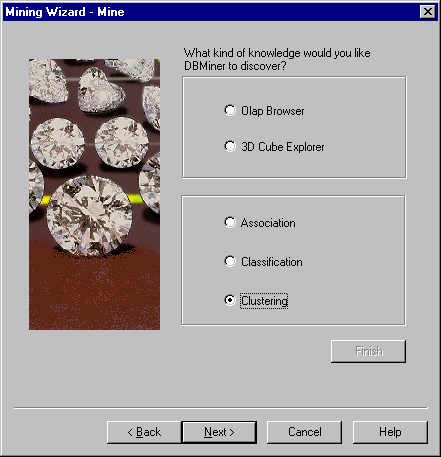 Mining Wizard - Mine
What kind of knowledge would you like
DBMiner to discover?
Olap Browser
3D Cube Explorer
Association
Classification
Clustering
Finish
< Back
Next >
Cancel
Help